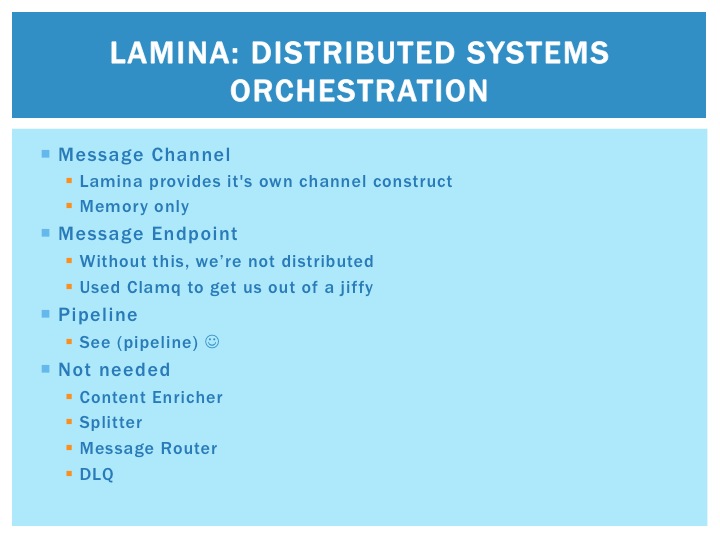 LAMINA: DISTRIBUTED SYSTEMS
ORCHESTRATION
Message Channel
Lamina provides it's own channel construct
Memory only
Message Endpoint
Without this, we’re not distributed
Used Clamq to get us out of a jiffy
Pipeline
See (pipeline) ☺
Not needed
Content Enricher
Splitter
Message Router
DLQ